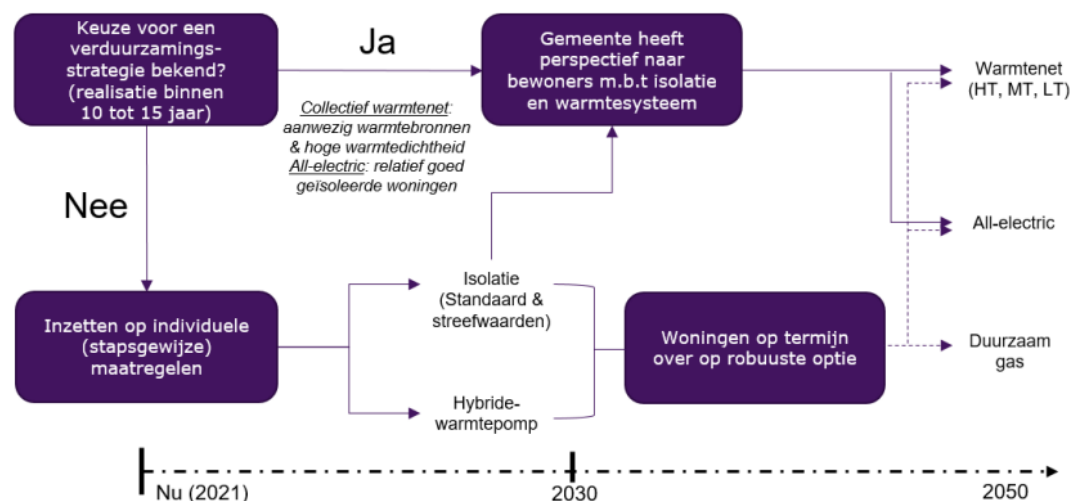 Keuze voor een
verduurzamings-
strategie bekend?
(realisatie binnen
10 tot 15 jaar)
Ja
Gemeente heeft
perspectief naar
bewoners m.b.t isolatie
en warmtesysteem
Warmtenet
(HT, MT, LT)
Collectief warmtenet:
aanwezig warmtebronnen
& hoge warmtedichtheid
All-electric: relatief goed
geïsoleerde woningen
Nee
All-electric
Isolatie
(Standaard &
streefwaarden)
Inzetten op individuele
(stapsgewijze)
maatregelen
Woningen op termijn
over op robuuste optie
Duurzaam
gas
Hybride-
warmtepomp
Nu (2021)
2030
2050